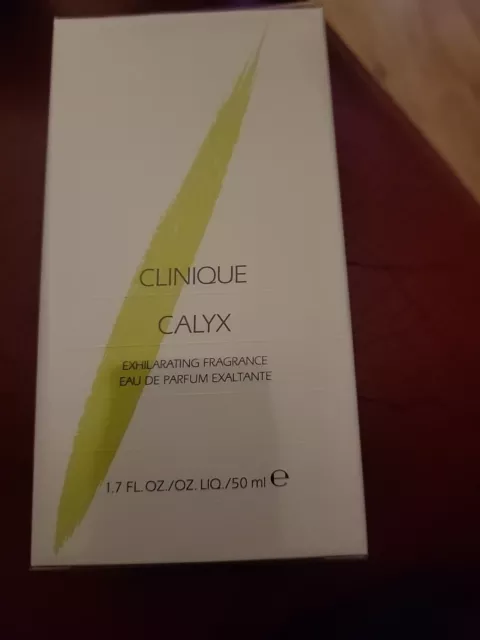 CLINIQUE
CALYX
EXHILARATING FRAGRANCE
EAU DE PARFUM EXALTANTE
1.7 FL.OZ./OZ. LIQ./50 ml ℮